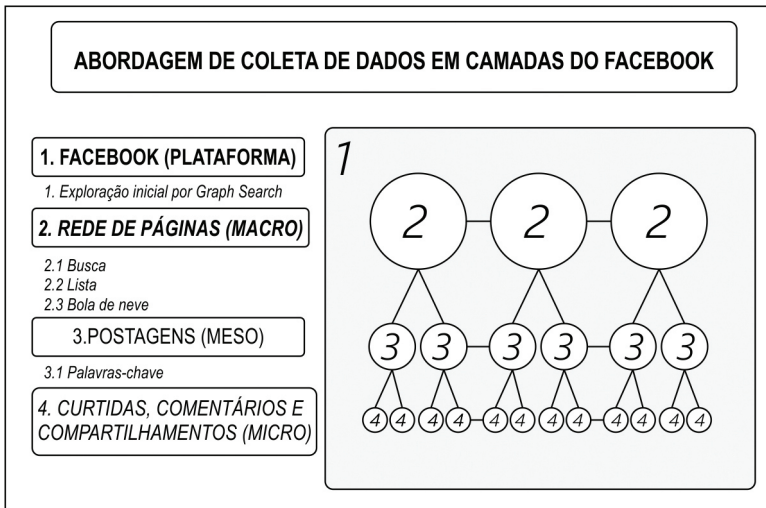 ABORDAGEM DE COLETA DE DADOS EM CAMADAS DO FACEBOOK
1. FACEBOOK (PLATAFORMA)
1. Exploração inicial por Graph Search
2. REDE DE PÁGINAS (MACRO)
2.1 Busca
2.2 Lista
2.3 Bola de neve
3.POSTAGENS (MESO)
3.1 Palavras-chave
4. CURTIDAS, COMENTÁRIOS E
COMPARTILHAMENTOS (MICRO)
1
2 2 2
3 3 3 3 3 3
4 4 4 4 4 4 4 4 4 4 4 4